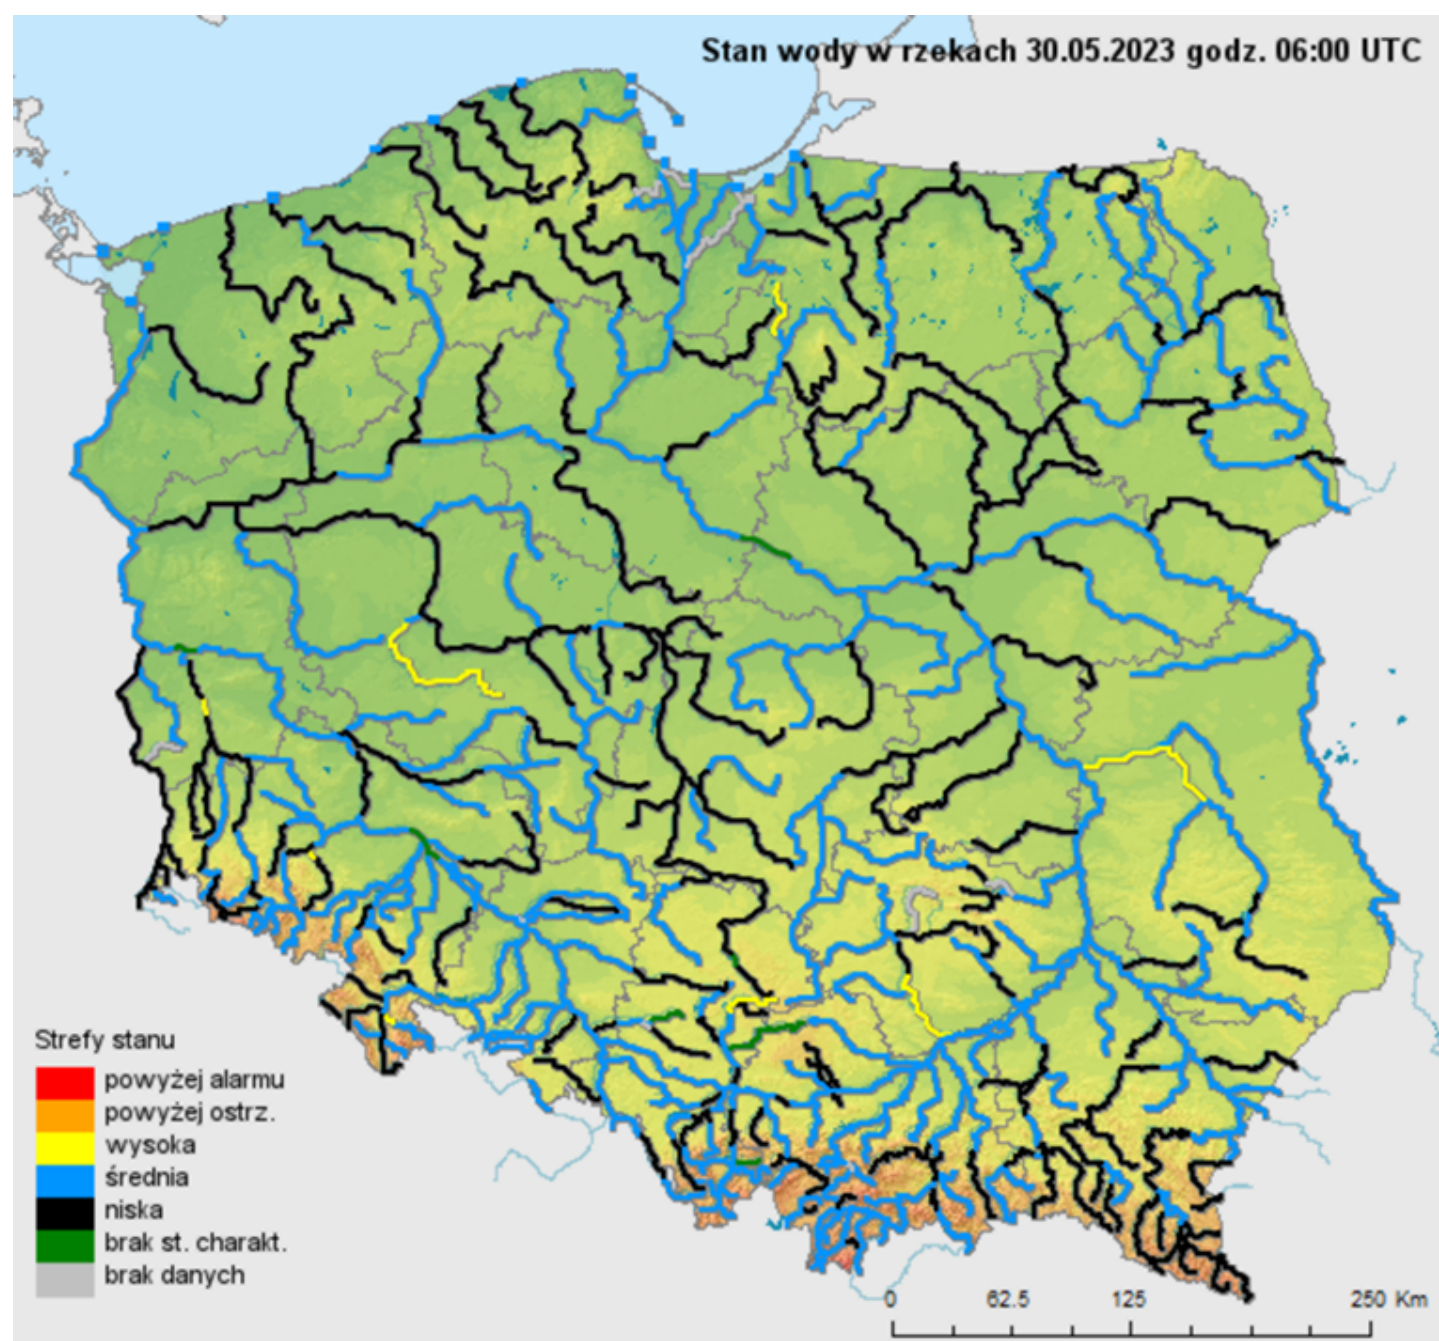 Stan wody w rzekach 30.05.2023 godz. 06:00 UTC
Strefy stanu
powyżej alarmu
powyżej ostrz.
wysoka
średnia
niska
brak st. charakt.
brak danych
0 62.5 125 250 Km